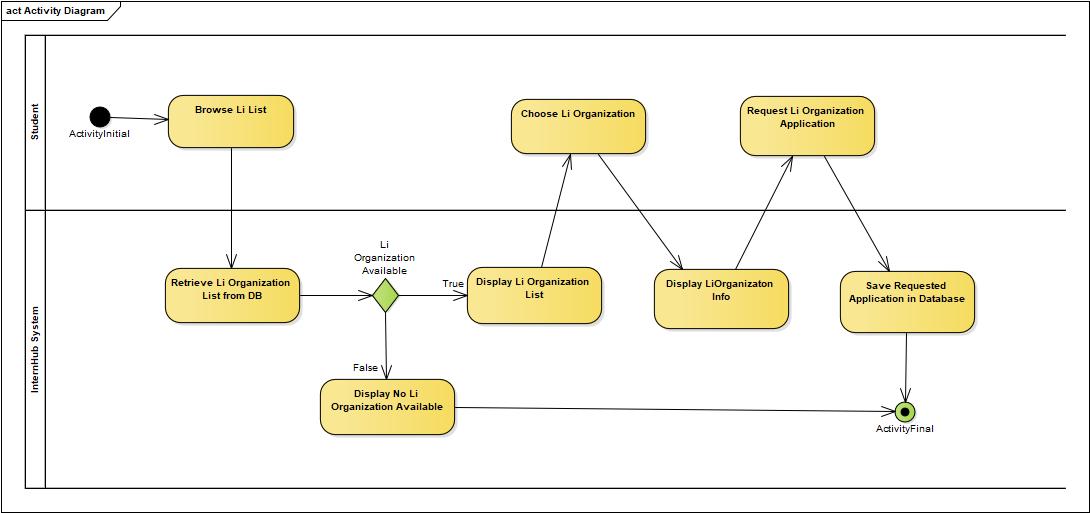 act Activity Diagram
Student
ActivityInitial
Browse Li List
Choose Li Organization
Request Li Organization
Application
InternHub System
Retrieve Li Organization
List from DB
Li
Organization
Available
True
Display Li Organization
List
Display LiOrganizaton
Info
Save Requested
Application in Database
False
Display No Li
Organization Available
ActivityFinal